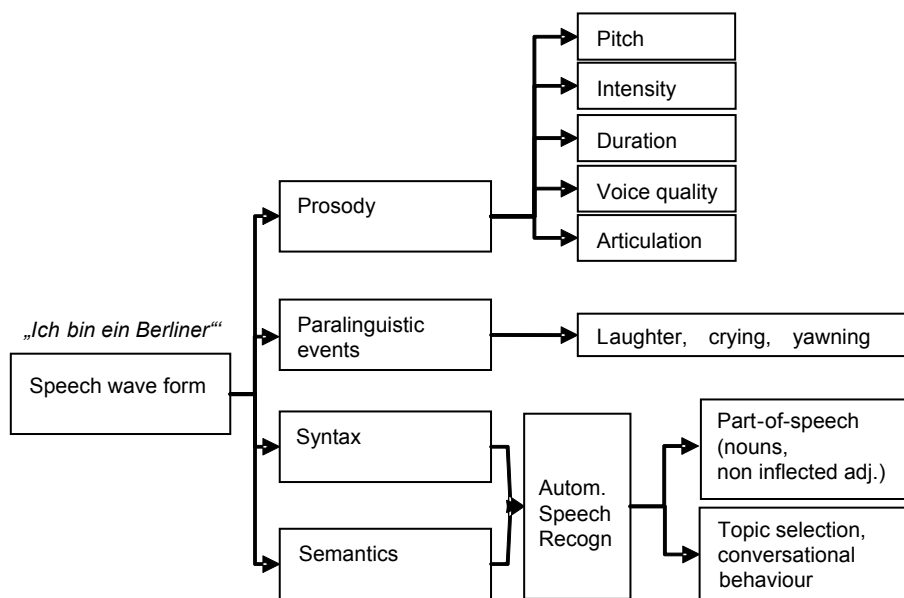 Pitch
Intensity
Duration
Voice quality
Articulation
Prosody
„Ich bin ein Berliner“‘
Speech wave form
Paralinguistic
events
Laughter, crying, yawning
Syntax
Semantics
Autom.
Speech
Recogn
Part-of-speech
(nouns,
non inflected adj.)
Topic selection,
conversational
behaviour